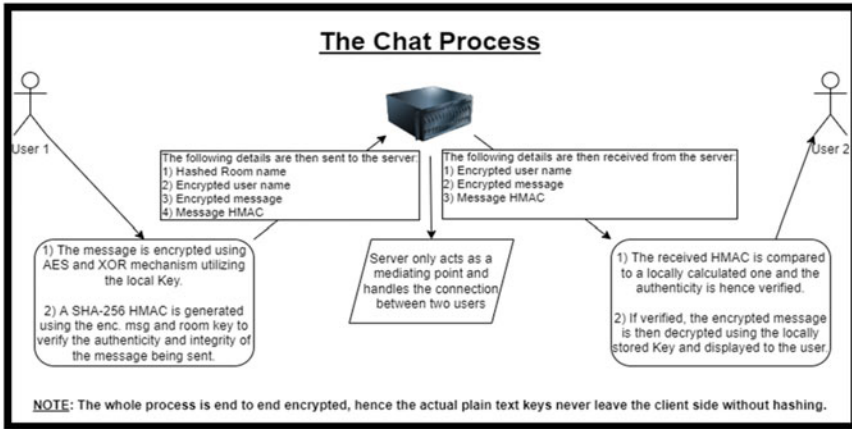 The Chat Process
User 1
User 2
The following details are then sent to the server:
1) Hashed Room name
2) Encrypted user name
3) Encrypted message
4) Message HMAC
The following details are then received from the server:
1) Encrypted user name
2) Encrypted message
3) Message HMAC
1) The message is encrypted using
AES and XOR mechanism utilizing
the local Key.
2) A SHA-256 HMAC is generated
using the enc. msg and room key to
verify the authenticity and integrity of
the message being sent.
Server only acts as a
mediating point and
handles the connection
between two users
1) The received HMAC is compared
to a locally calculated one and the
authenticity is hence verified.
2) If verified, the encrypted message
is then decrypted using the locally
stored Key and displayed to the user.
NOTE: The whole process is end to end encrypted, hence the actual plain text keys never leave the client side without hashing.